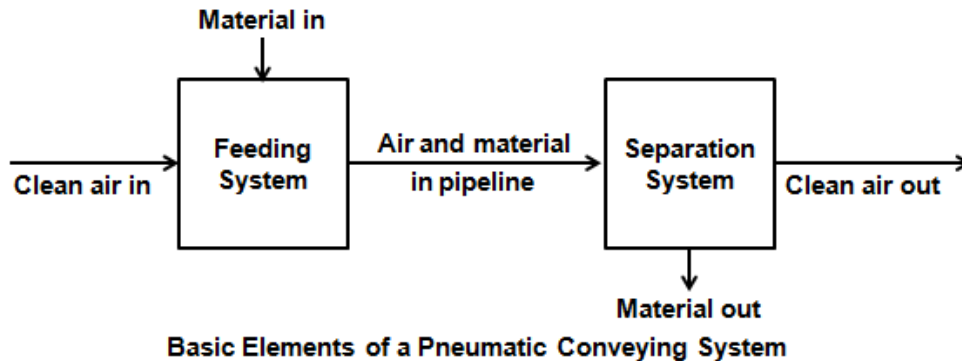 Material in
Feeding
System
Clean air in
Air and material
in pipeline
Separation
System
Clean air out
Material out
Basic Elements of a Pneumatic Conveying System